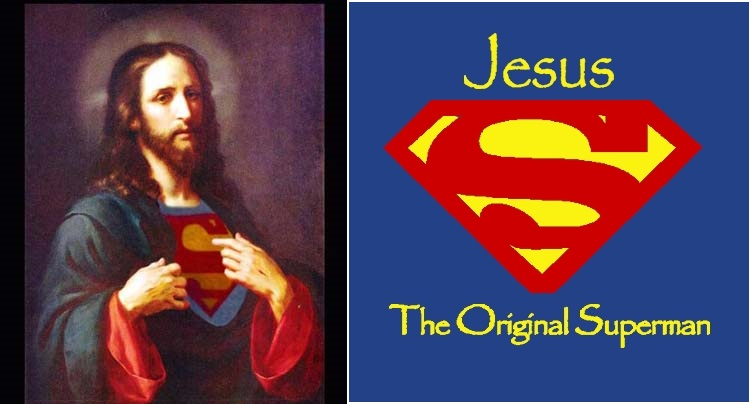 Jesus
S
The Original Superman